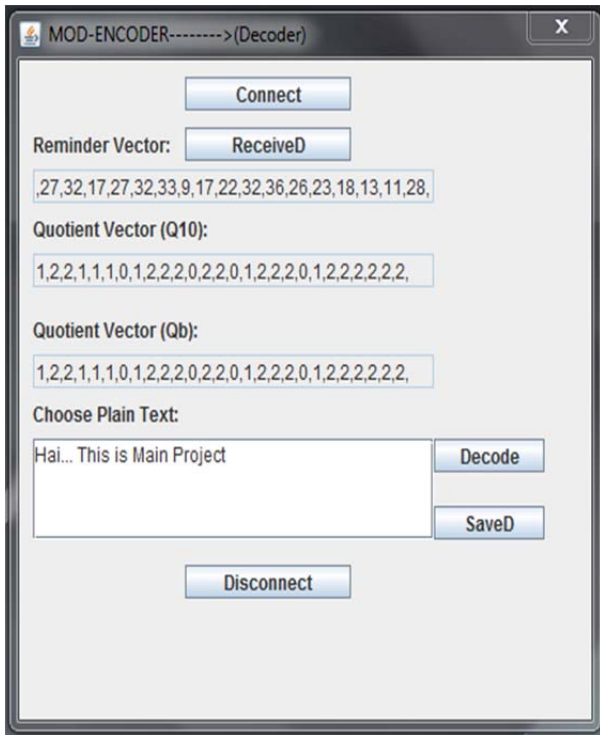 MOD-ENCODER-------->(Decoder)
X
Connect
Reminder Vector: ReceiveD
,27,32,17,27,32,33,9,17,22,32,36,26,23,18,13,11,28,
Quotient Vector (Q10):
1,2,2,1,1,1,0,1,2,2,2,0,2,2,0,1,2,2,2,0,1,2,2,2,2,2,2,
Quotient Vector (Qb):
1,2,2,1,1,1,0,1,2,2,2,0,2,2,0,1,2,2,2,0,1,2,2,2,2,2,2,
Choose Plain Text:
Hai... This is Main Project
Decode
SaveD
Disconnect